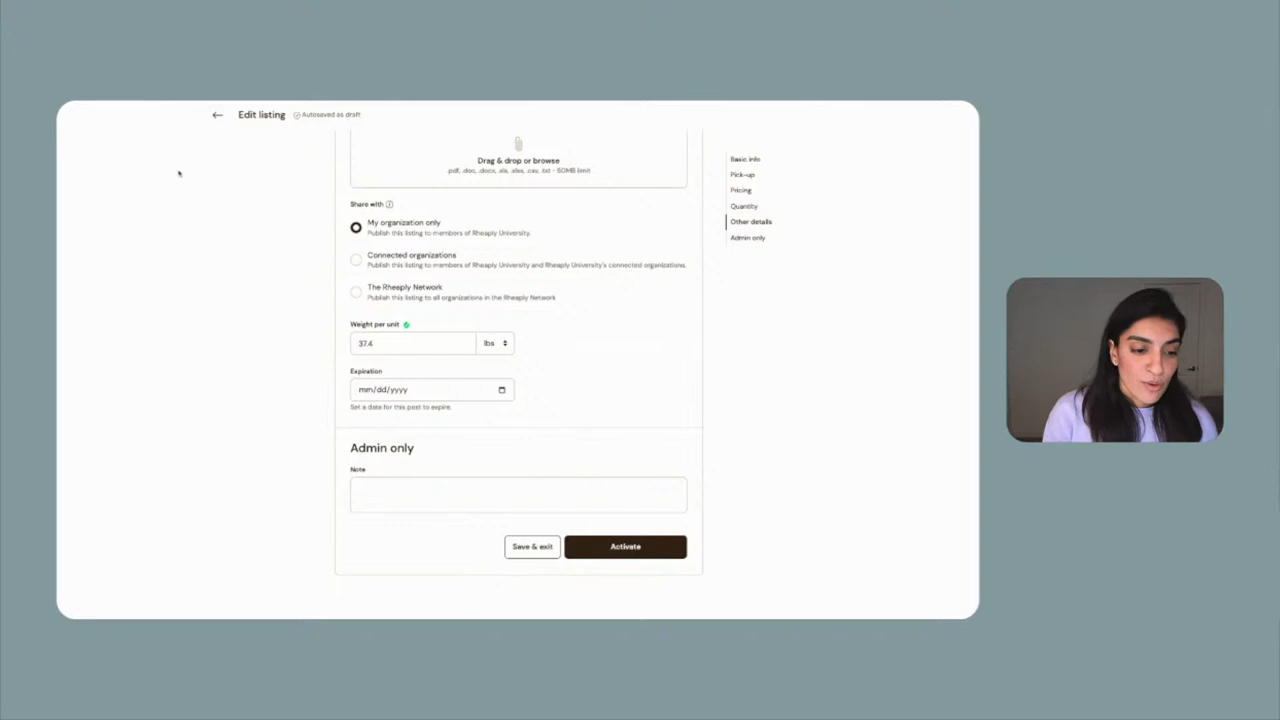 Edit listing
Autosaved as draft
Drag & drop or browse
.pdf, .doc, .docx, .xls, .xlsx, .csv, .txt - 50MB limit
Share with
My organization only
Publish this listing to members of Rheaply University.
Connected organizations
Publish this listing to members of Rheaply University and Rheaply University's connected organizations.
The Rheaply Network
Publish this listing to all organizations in the Rheaply Network
Weight per unit
37.4
lbs
Expiration
mm/dd/yyyy
Set a date for this post to expire.
Admin only
Note
Save & exit
Activate
Basic info
Pick-up
Pricing
Quantity
Other details
Admin only